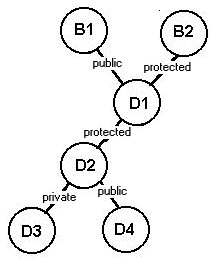 B1
B2
public
protected
D1
protected
D2
private
public
D3
D4